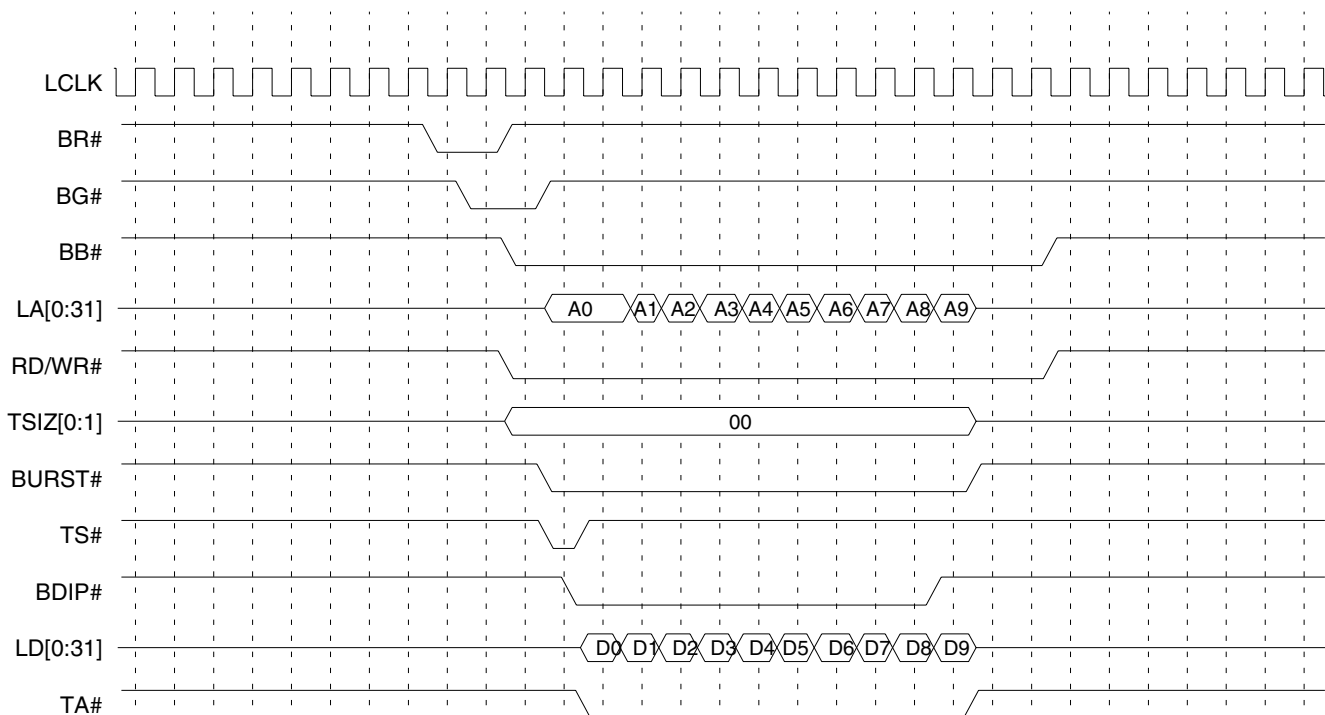 LCLK
BR#
BG#
BB#
LA[0:31] A0 A1 A2 A3 A4 A5 A6 A7 A8 A9
RD/WR#
TSIZ[0:1] 00
BURST#
TS#
BDIP#
LD[0:31] D0 D1 D2 D3 D4 D5 D6 D7 D8 D9
TA#